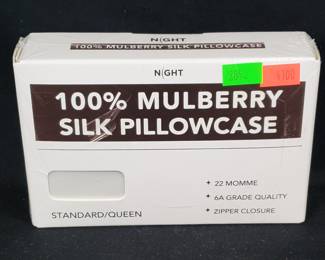 100% MULBERRY SILK PILLOWCASE
N|GHT
100% MULBERRY
SILK PILLOWCASE
+ 22 MOMME
+ 6A GRADE QUALITY
+ ZIPPER CLOSURE
STANDARD/QUEEN